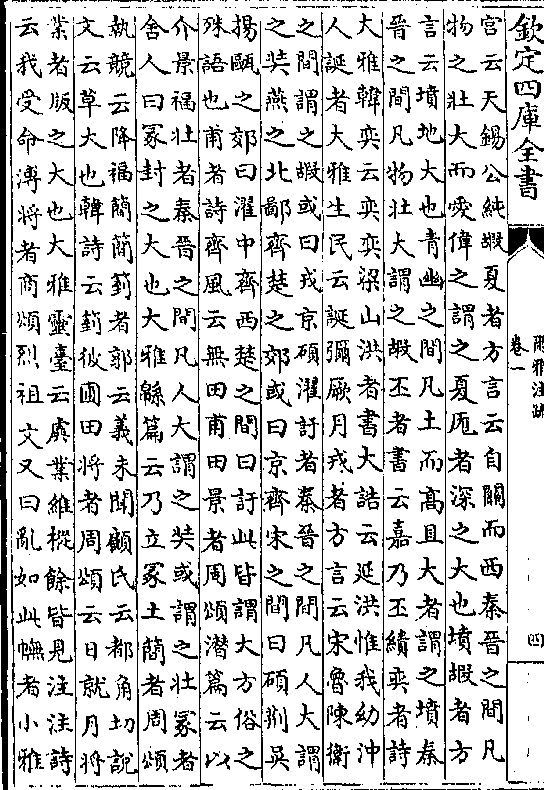 欽定四庫全書
爾雅注疏
卷一
四
宫云天錫公純嘏夏者方言云自關而西秦晉之間凡
物之壯大而愛偉之謂之夏厖者深之大也墳嘏者方
言云墳地大也青幽之間凡土而髙且大者謂之墳秦
晉之間凡物壯大謂之嘏丕者書云嘉乃丕績奕者詩
大雅韓奕云奕奕梁山洪者書大誥云延洪惟我幼沖
人誕者大雅生民云誕彌厥月戎者方言云宋魯陳衛
之間謂之嘏或曰戎京碩濯訏者秦晉之間凡人大謂
之奘燕之北鄙齊楚之郊或曰京齊宋之間曰碩荆吳
揚甌之郊曰濯中齊西楚之間曰訏此皆謂大方俗之
殊語也甫者詩齊風云無田甫田景者周頌潛篇云以
介景福壯者秦晉之間凡人大謂之奘或謂之壯冡者
舍人曰冡封之大也大雅緜篇云乃立冡土簡者周頌
執競云降福簡簡箌者郭云義未聞顧氏云都角切說
文云草大也韓詩云箌彼圃田將者周頌云日就月將
業者版之大也大雅靈臺云虡業維樅餘皆見注注詩
云我受命溥將者商頌烈祖文又曰亂如此幠者小雅